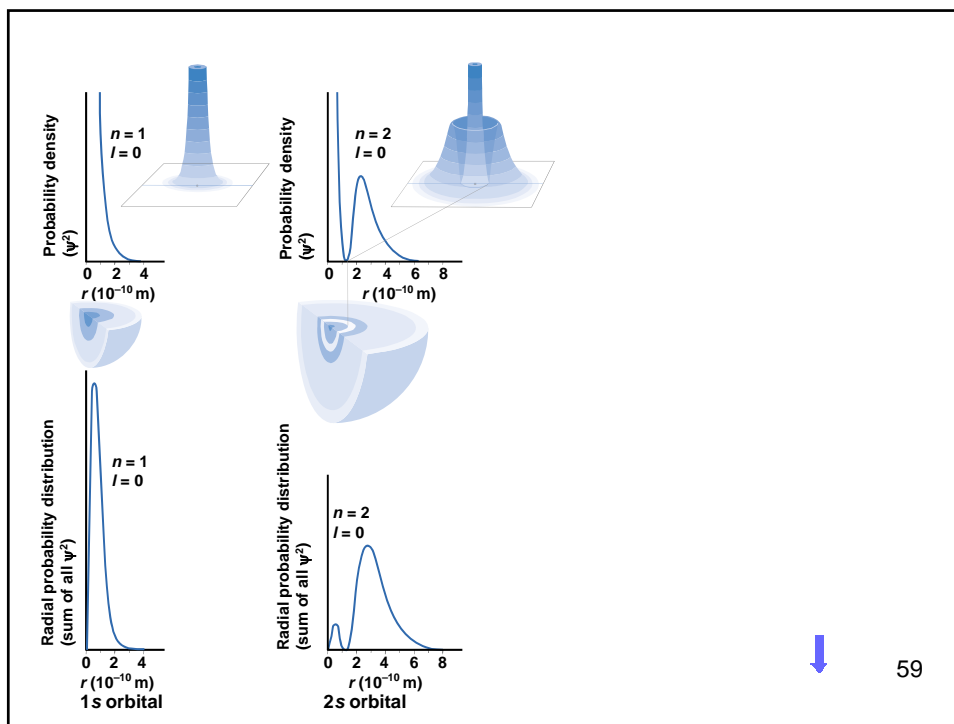 Probability density
(ψ²)
n = 1
l = 0
0 2 4
r (10⁻¹⁰ m)
Probability density
(ψ²)
n = 2
l = 0
0 2 4 6 8
r (10⁻¹⁰ m)
Radial probability distribution
(sum of all ψ²)
n = 1
l = 0
0 2 4
r (10⁻¹⁰ m)
1s orbital
Radial probability distribution
(sum of all ψ²)
n = 2
l = 0
0 2 4 6 8
r (10⁻¹⁰ m)
2s orbital
59